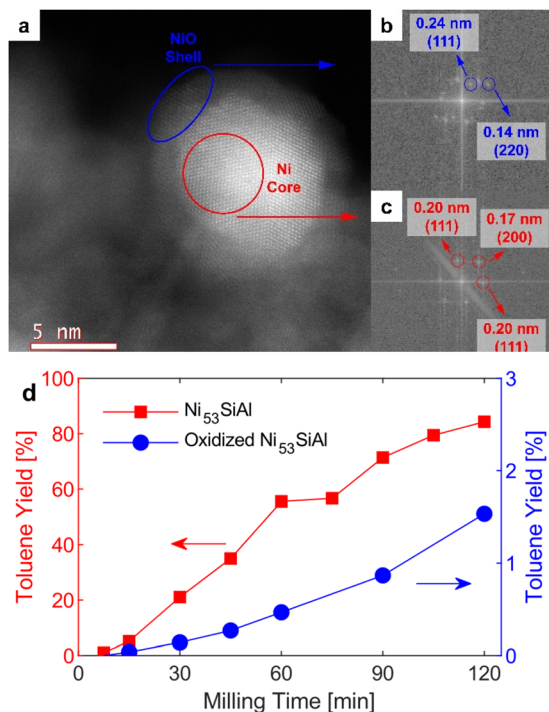 a
NiO
Shell
Ni
Core
5 nm
b
0.24 nm
(111)
0.14 nm
(220)
c
0.20 nm
(111)
0.17 nm
(200)
0.20 nm
(111)
d
Toluene Yield [%]
100
80
60
40
20
0
Ni₅₃SiAl
Oxidized Ni₅₃SiAl
3
2
1
0
Toluene Yield [%]
0 30 60 90 120
Milling Time [min]